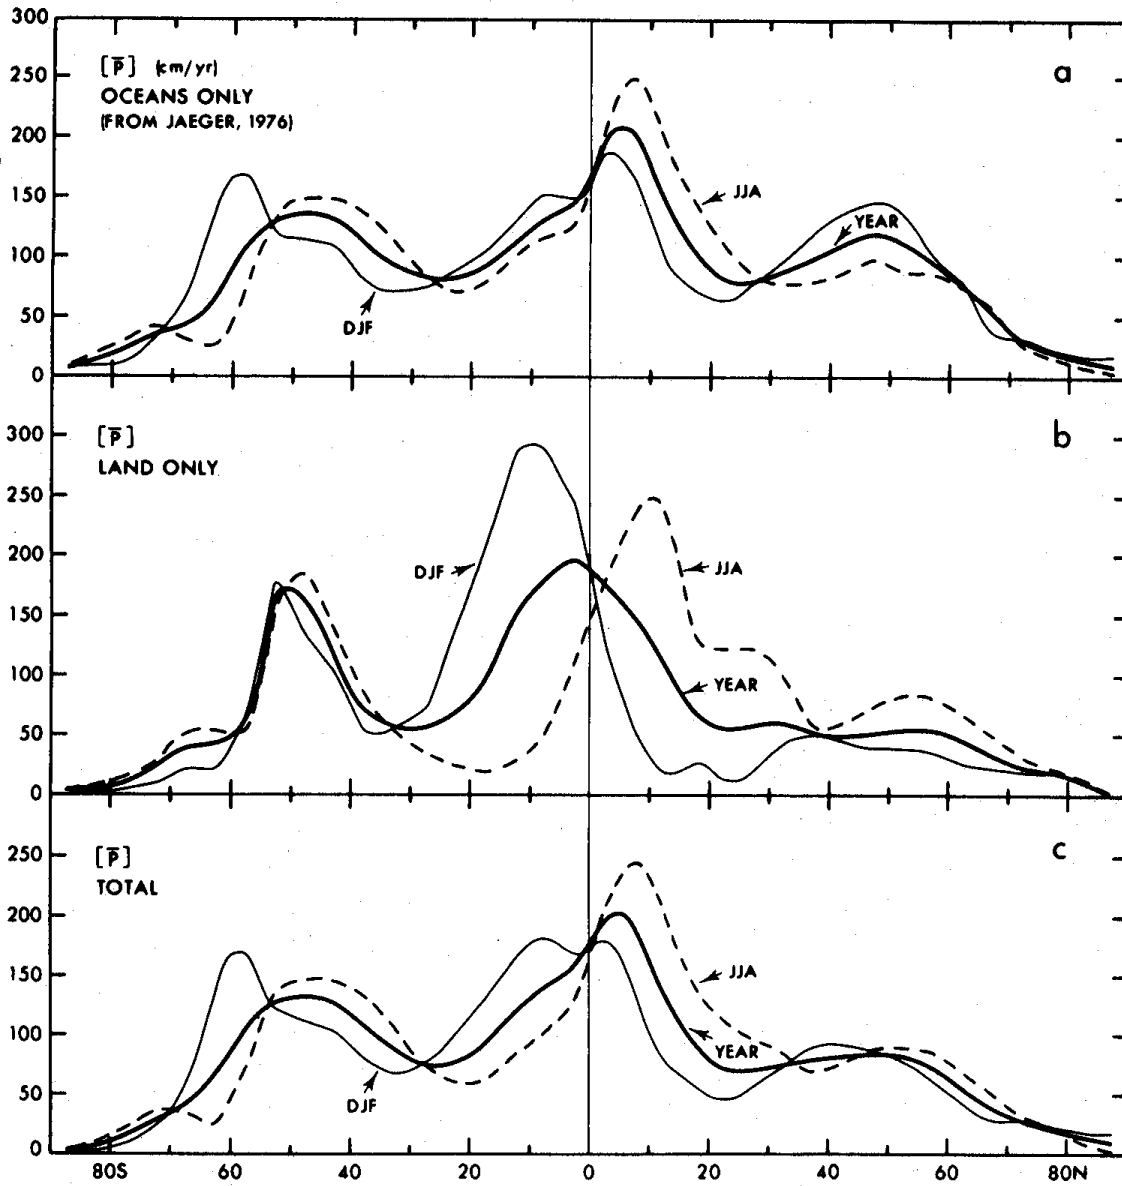 300
250
200
150
100
50
0
[P̄] (cm/yr)
OCEANS ONLY
(FROM JAEGER, 1976)
a
JJA
YEAR
DJF
300
250
200
150
100
50
0
[P̄]
LAND ONLY
b
DJF
JJA
YEAR
250
200
150
100
50
0
[P̄]
TOTAL
c
JJA
YEAR
DJF
80S 60 40 20 0 20 40 60 80N